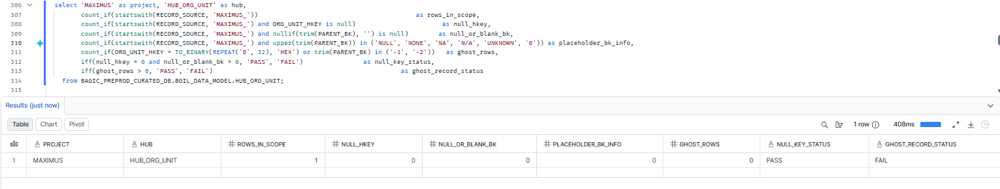 306 select 'MAXIMUS' as project, 'HUB_ORG_UNIT' as hub,
307 count_if(startswith(RECORD_SOURCE, 'MAXIMUS_')) as rows_in_scope,
308 count_if(startswith(RECORD_SOURCE, 'MAXIMUS_') and ORG_UNIT_HKEY is null) as null_hkey,
309 count_if(startswith(RECORD_SOURCE, 'MAXIMUS_') and nullif(trim(PARENT_BK), '') is null) as null_or_blank_bk,
310 count_if(startswith(RECORD_SOURCE, 'MAXIMUS_') and upper(trim(PARENT_BK)) in ('NULL', 'NONE', 'NA', 'N/A', 'UNKNOWN', '0')) as placeholder_bk_info,
311 count_if(ORG_UNIT_HKEY = TO_BINARY(REPEAT('0', 32), 'HEX') or trim(PARENT_BK) in ('-1', '-2')) as ghost_rows,
312 iff(null_hkey = 0 and null_or_blank_bk = 0, 'PASS', 'FAIL') as null_key_status,
313 iff(ghost_rows > 0, 'PASS', 'FAIL') as ghost_record_status
314 from BAGIC_PREPROD_CURATED_DB.BGIL_DATA_MODEL.HUB_ORG_UNIT;
315
Results (just now)
Table Chart Pivot 1 row 408ms
PROJECT HUB ROWS_IN_SCOPE NULL_HKEY NULL_OR_BLANK_BK PLACEHOLDER_BK_INFO GHOST_ROWS NULL_KEY_STATUS GHOST_RECORD_STATUS
1 MAXIMUS HUB_ORG_UNIT 1 0 0 0 0 PASS FAIL